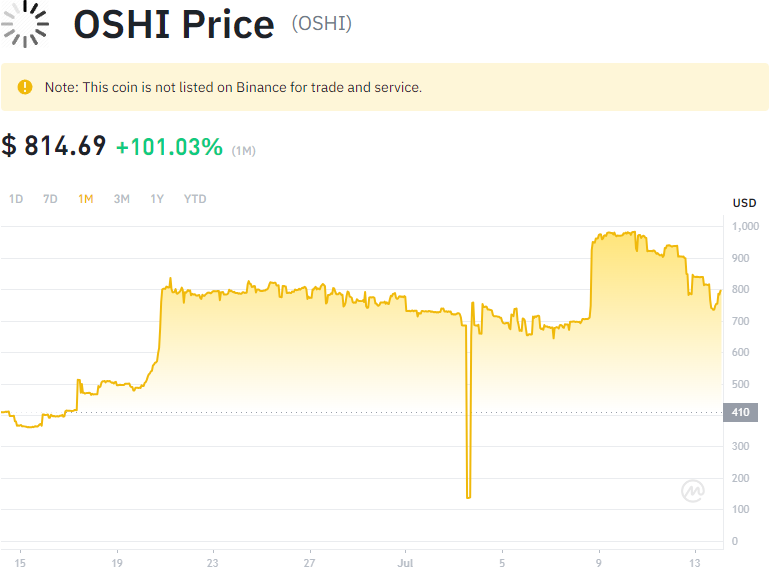 OSHI Price (OSHI)
Note: This coin is not listed on Binance for trade and service.
$ 814.69 +101.03% (1M)
1D 7D 1M 3M 1Y YTD
USD
1,000
900
800
700
600
500
410
300
200
100
0
15 19 23 27 Jul 5 9 13